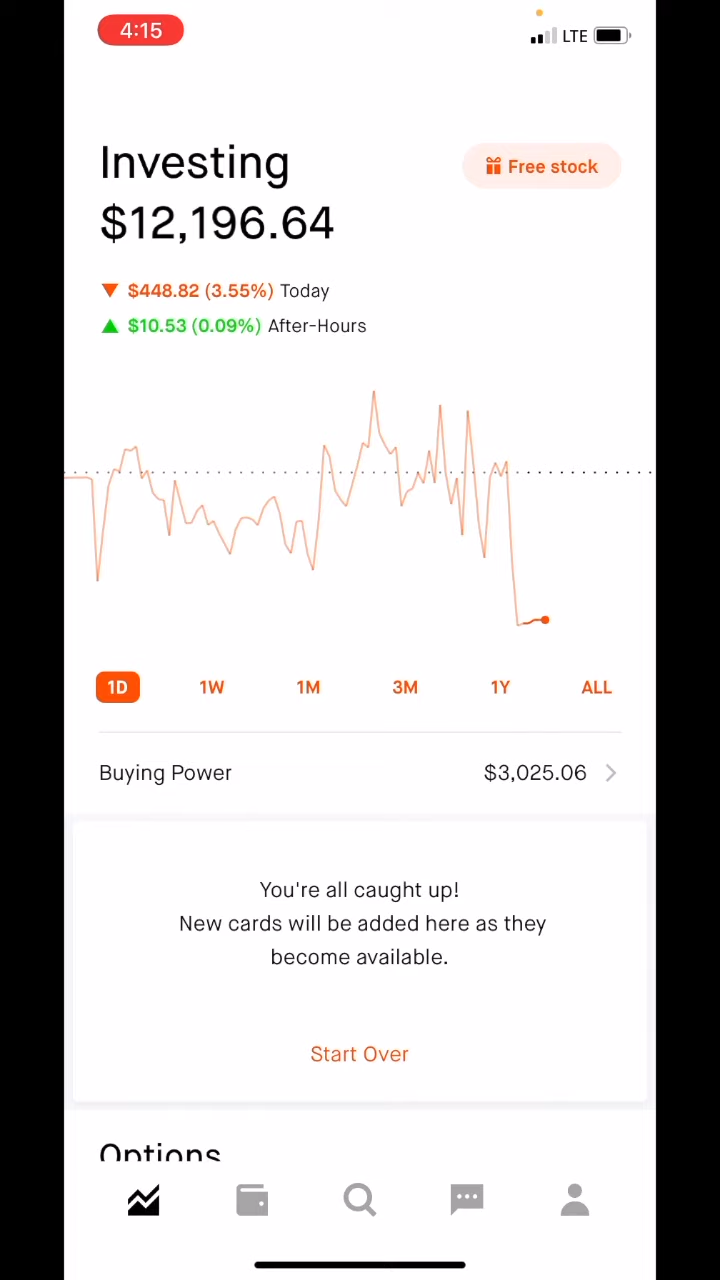 4:15
LTE
Investing
Free stock
$12,196.64
$448.82 (3.55%) Today
$10.53 (0.09%) After-Hours
1D 1W 1M 3M 1Y ALL
Buying Power $3,025.06
You're all caught up!
New cards will be added here as they
become available.
Start Over
Options